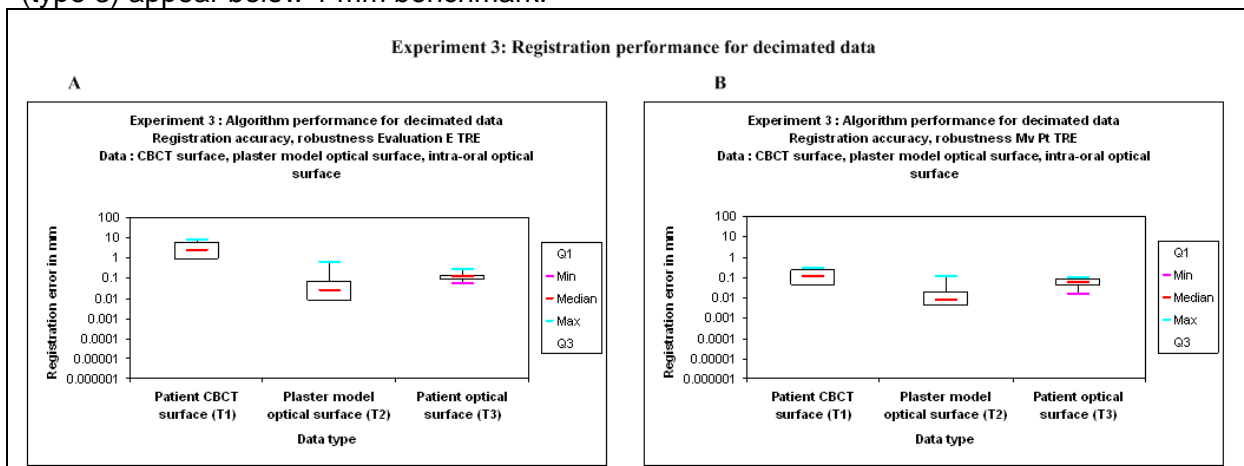 (type 3) appear below 1 mm benchmark.
Experiment 3: Registration performance for decimated data
A
Experiment 3 : Algorithm performance for decimated data
Registration accuracy, robustness Evaluation E TRE
Data : CBCT surface, plaster model optical surface, intra-oral optical
surface
Registration error in mm
100
10
1
0.1
0.01
0.001
0.0001
0.00001
0.000001
Patient CBCT
surface (T1)
Plaster model
optical surface (T2)
Patient optical
surface (T3)
Data type
Q1
Min
Median
Max
Q3
B
Experiment 3 : Algorithm performance for decimated data
Registration accuracy, robustness Mv Pt TRE
Data : CBCT surface, plaster model optical surface, intra-oral optical
surface
Registration error in mm
100
10
1
0.1
0.01
0.001
0.0001
0.00001
0.000001
Patient CBCT
surface (T1)
Plaster model
optical surface (T2)
Patient optical
surface (T3)
Data type
Q1
Min
Median
Max
Q3